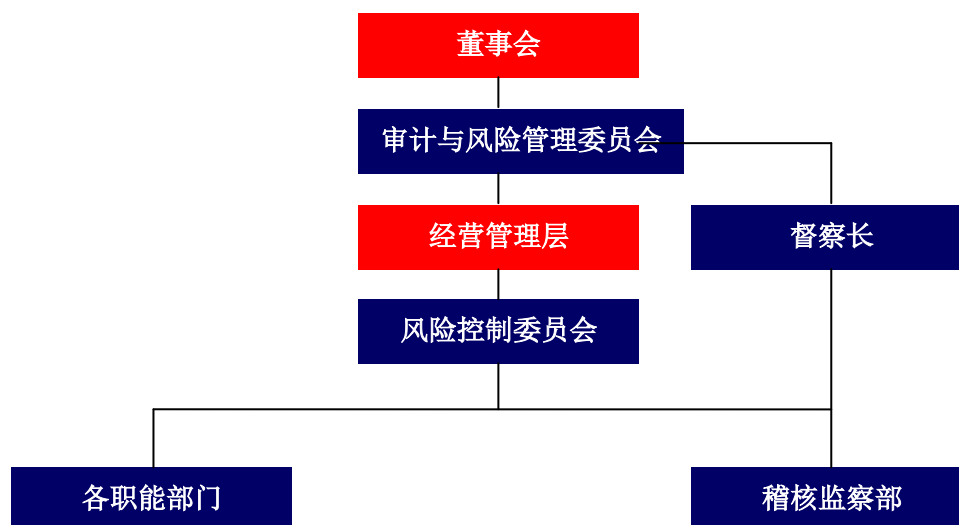 董事会
审计与风险管理委员会
经营管理层
督察长
风险控制委员会
各职能部门
稽核监察部